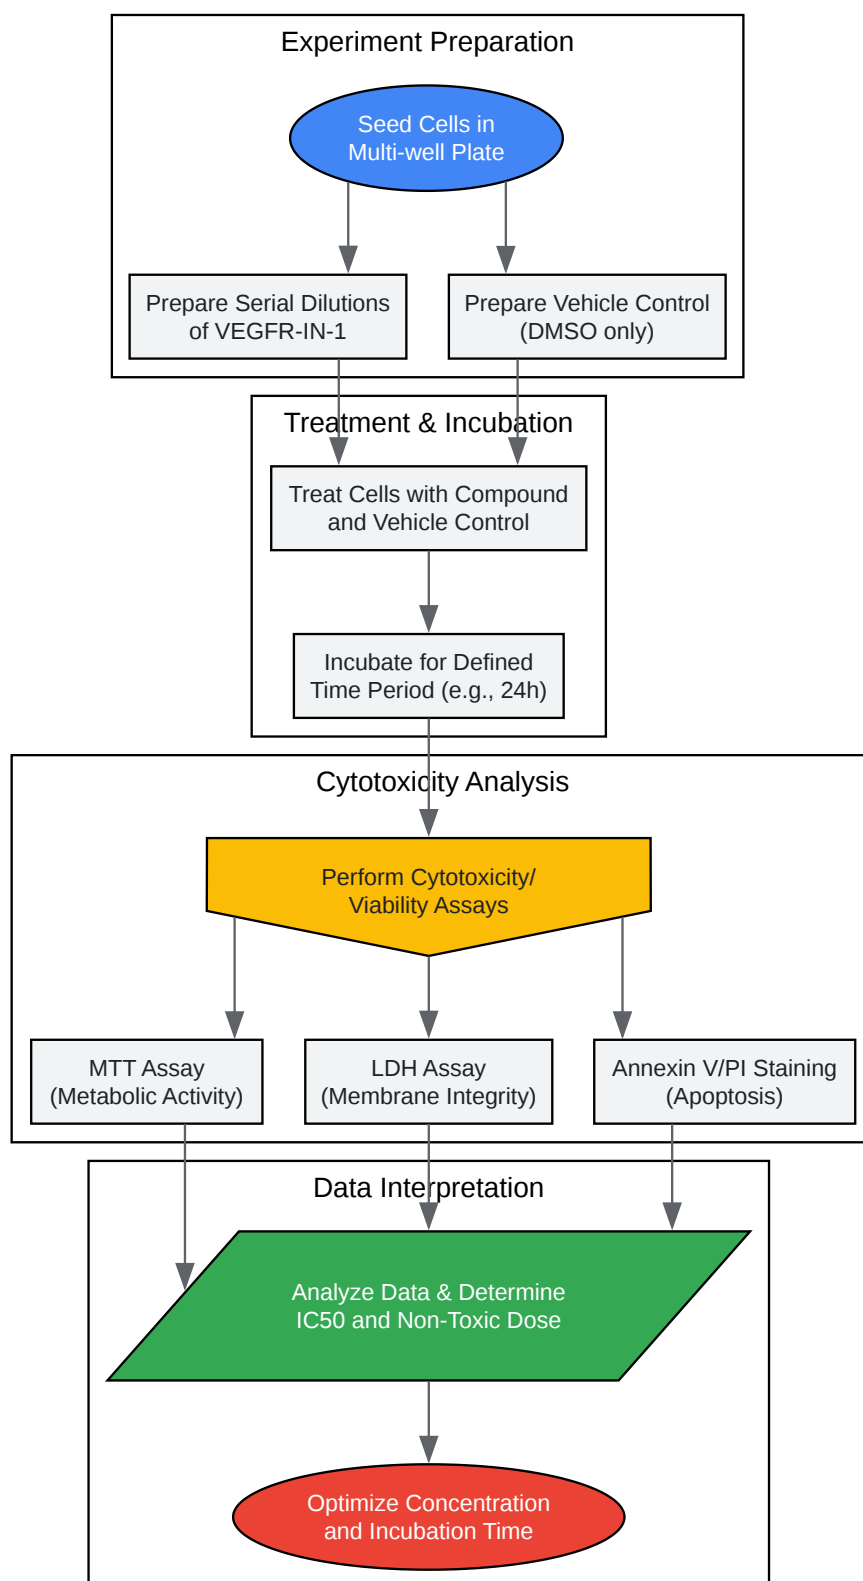 Experiment Preparation
Seed Cells in
Multi-well Plate
Prepare Serial Dilutions
of VEGFR-IN-1
Prepare Vehicle Control
(DMSO only)
Treatment & Incubation
Treat Cells with Compound
and Vehicle Control
Incubate for Defined
Time Period (e.g., 24h)
Cytotoxicity Analysis
Perform Cytotoxicity/
Viability Assays
MTT Assay
(Metabolic Activity)
LDH Assay
(Membrane Integrity)
Annexin V/PI Staining
(Apoptosis)
Data Interpretation
Analyze Data & Determine
IC50 and Non-Toxic Dose
Optimize Concentration
and Incubation Time